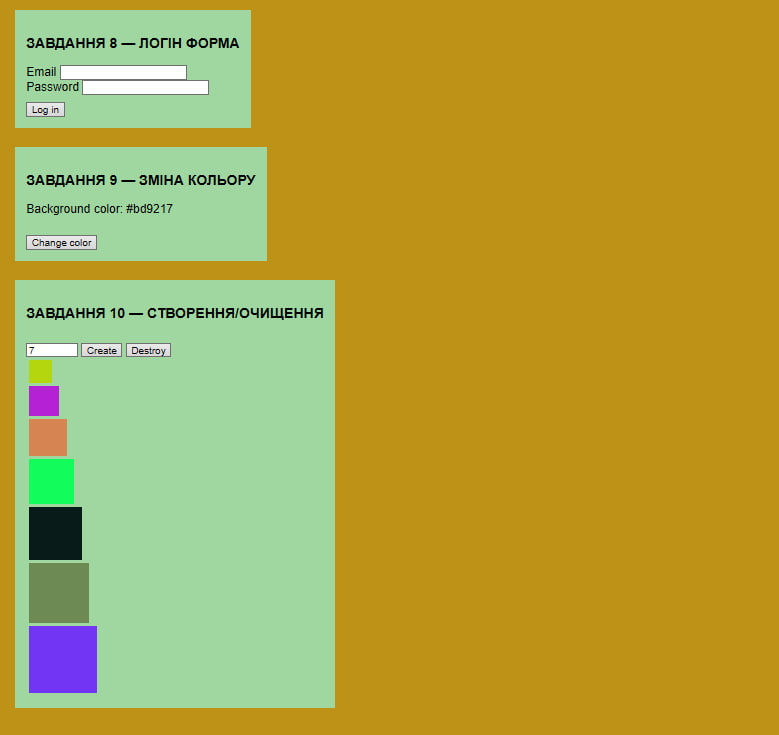 ЗАВДАННЯ 8 — ЛОГІН ФОРМА
Email
Password
Log in
ЗАВДАННЯ 9 — ЗМІНА КОЛЬОРУ
Background color: #bd9217
Change color
ЗАВДАННЯ 10 — СТВОРЕННЯ/ОЧИЩЕННЯ
7 Create Destroy